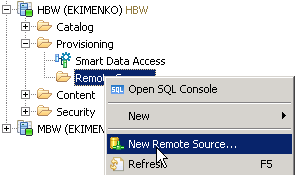 HBW (EKIMENKO) HBW
Catalog
Provisioning
Smart Data Access
Remote
Open SQL Console
Content
New
Security
MBW (EKIMEN
New Remote Source...
Refresh F5